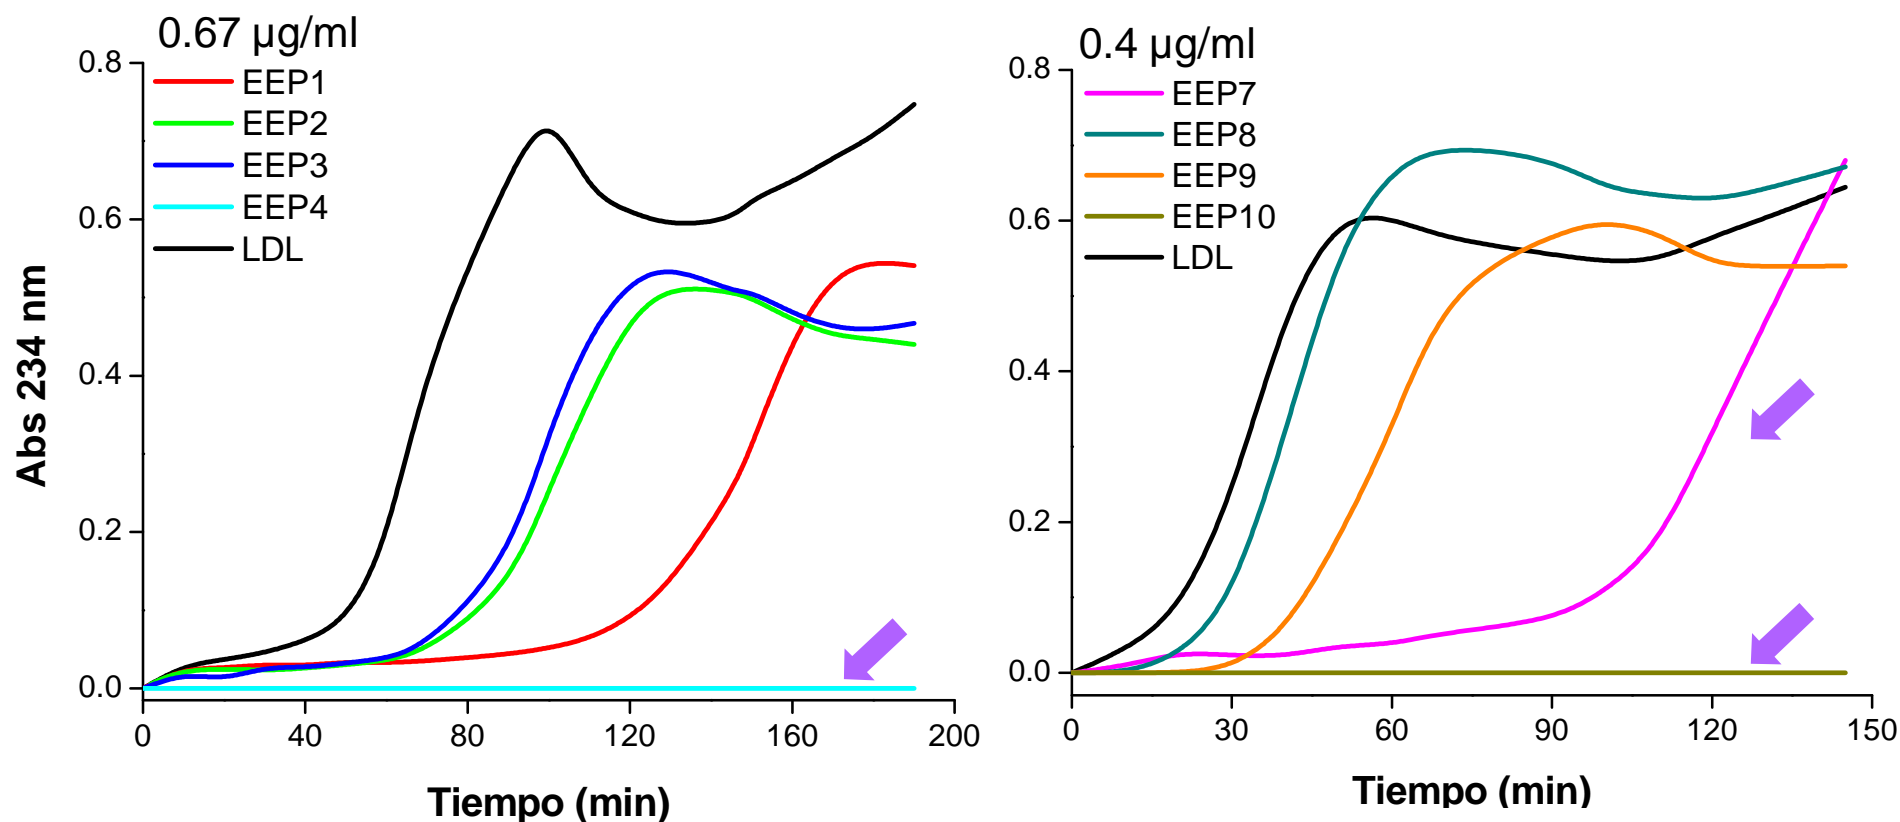 0.67 µg/ml
EEP1
EEP2
EEP3
EEP4
LDL
0.8
0.6
0.4
0.2
0.0
Abs 234 nm
0 40 80 120 160 200
Tiempo (min)
0.4 µg/ml
EEP7
EEP8
EEP9
EEP10
LDL
0.8
0.6
0.4
0.2
0.0
0 30 60 90 120 150
Tiempo (min)